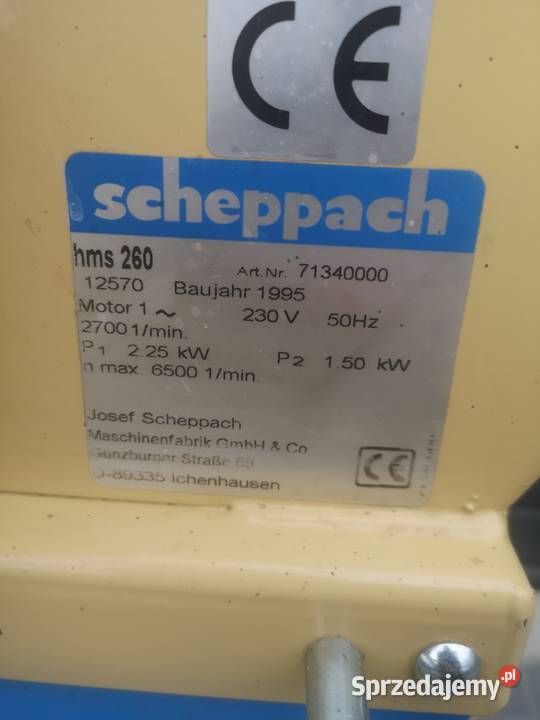 CE
scheppach
hms 260
Art.Nr. 71340000
12570 Baujahr 1995
Motor 1 ~ 230 V 50Hz
2700 1/min.
P1 2.25 kW P2 1.50 kW
n max. 6500 1/min.
Josef Scheppach
Maschinenfabrik GmbH & Co
Günzburger Straße 69
D-89335 Ichenhausen
CE
Sprzedajemy.pl